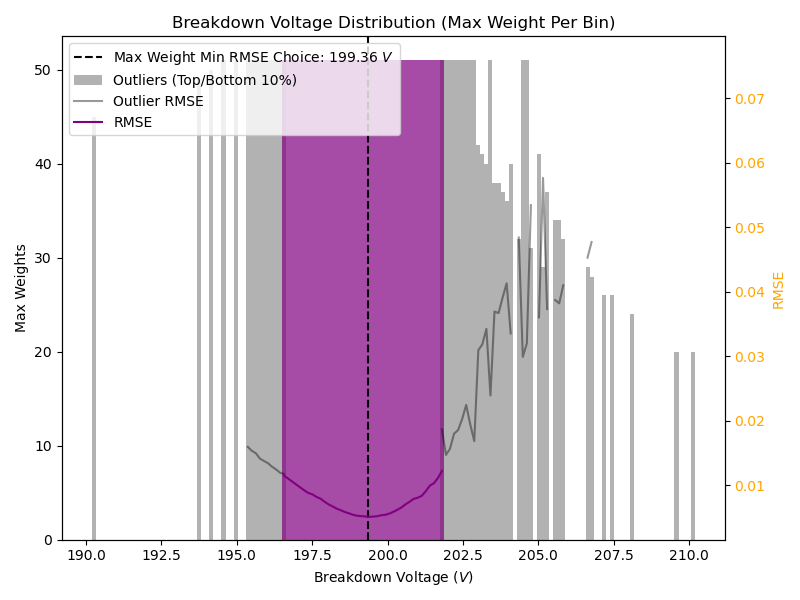 Breakdown Voltage Distribution (Max Weight Per Bin)
Max Weight Min RMSE Choice: 199.36 V
Outliers (Top/Bottom 10%)
Outlier RMSE
RMSE
Max Weights
50
40
30
20
10
0
0.07
0.06
0.05
0.04
0.03
0.02
0.01
RMSE
190.0 192.5 195.0 197.5 200.0 202.5 205.0 207.5 210.0
Breakdown Voltage (V)